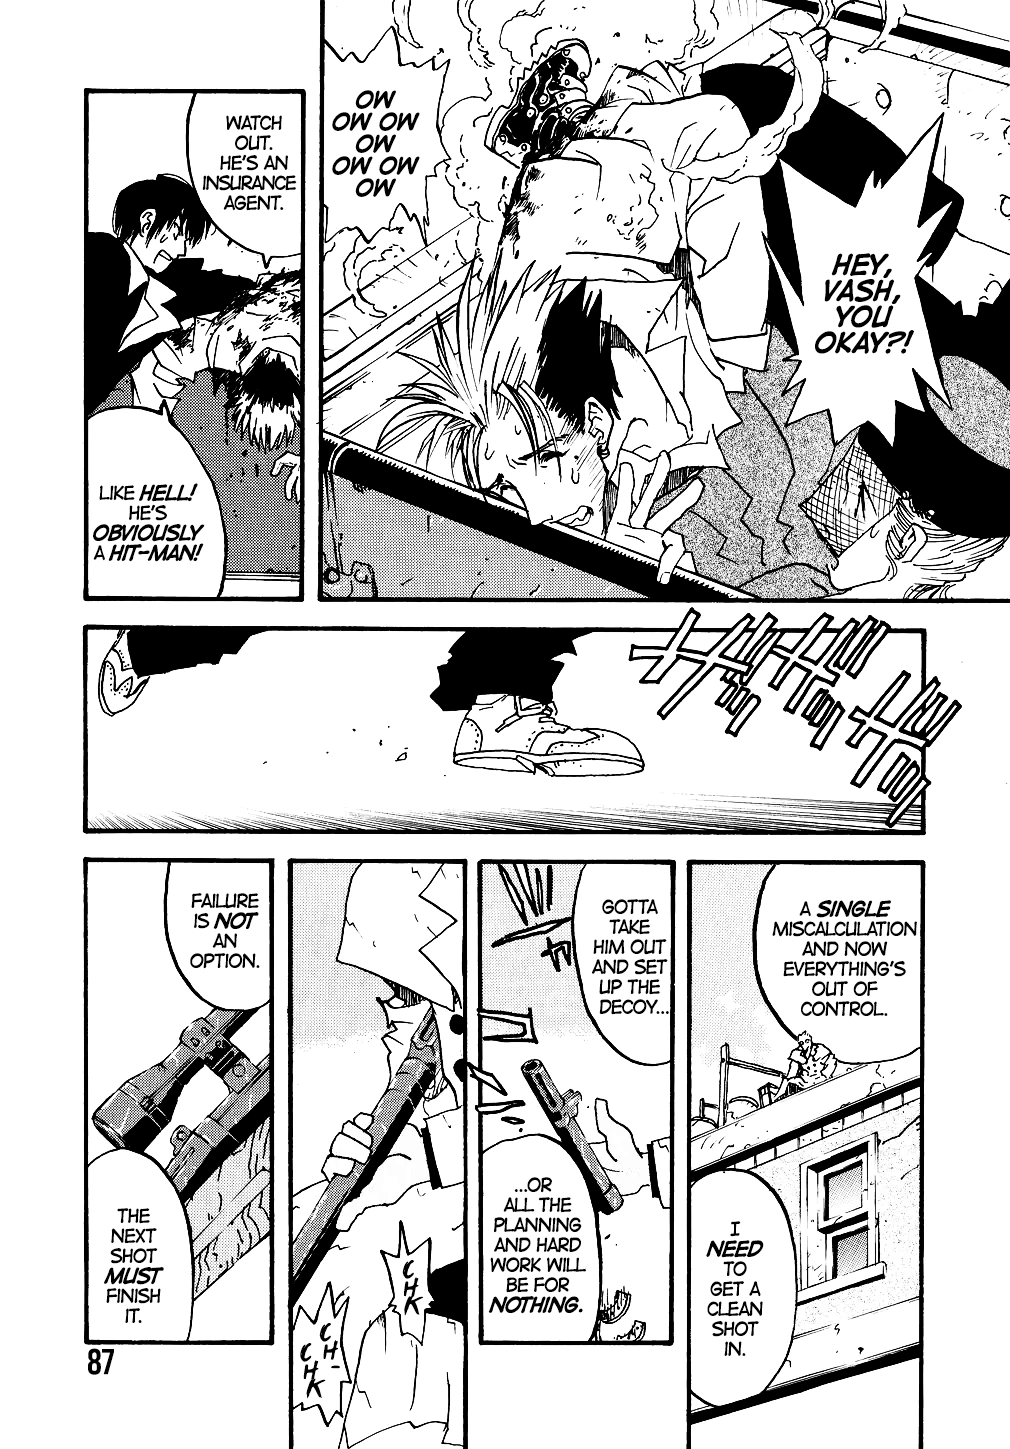 HEY,
VASH,
YOU
OKAY?!
OW
OW OW
OW
OW OW
OW
WATCH
OUT.
HE'S AN
INSURANCE
AGENT.
LIKE HELL!
HE'S
OBVIOUSLY
A HIT-MAN!
A SINGLE
MISCALCULATION
AND NOW
EVERYTHING'S
OUT OF
CONTROL.
I
NEED
TO
GET A
CLEAN
SHOT
IN.
GOTTA
TAKE
HIM OUT
AND SET
UP THE
DECOY...
...OR
ALL THE
PLANNING
AND HARD
WORK WILL
BE FOR
NOTHING.
CHK
CH-
CHK
FAILURE
IS NOT
AN
OPTION.
THE
NEXT
SHOT
MUST
FINISH
IT.
87